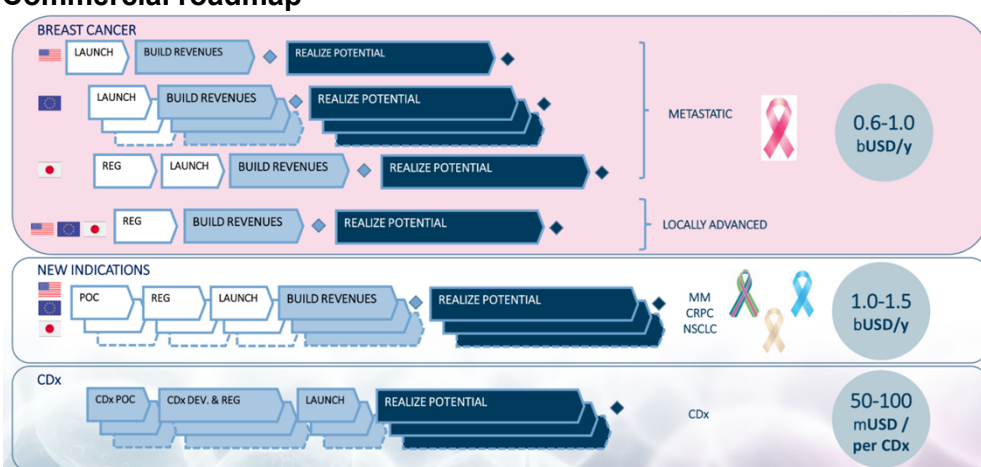 Commercial roadmap
BREAST CANCER
LAUNCH
BUILD REVENUES
REALIZE POTENTIAL
LAUNCH
BUILD REVENUES
REALIZE POTENTIAL
METASTATIC
0.6-1.0
bUSD/y
REG
LAUNCH
BUILD REVENUES
REALIZE POTENTIAL
REG
BUILD REVENUES
REALIZE POTENTIAL
LOCALLY ADVANCED
NEW INDICATIONS
POC
REG
LAUNCH
BUILD REVENUES
REALIZE POTENTIAL
MM
CRPC
NSCLC
1.0-1.5
bUSD/y
CDx
CDx POC
CDx DEV. & REG
LAUNCH
REALIZE POTENTIAL
CDx
50-100
mUSD /
per CDx